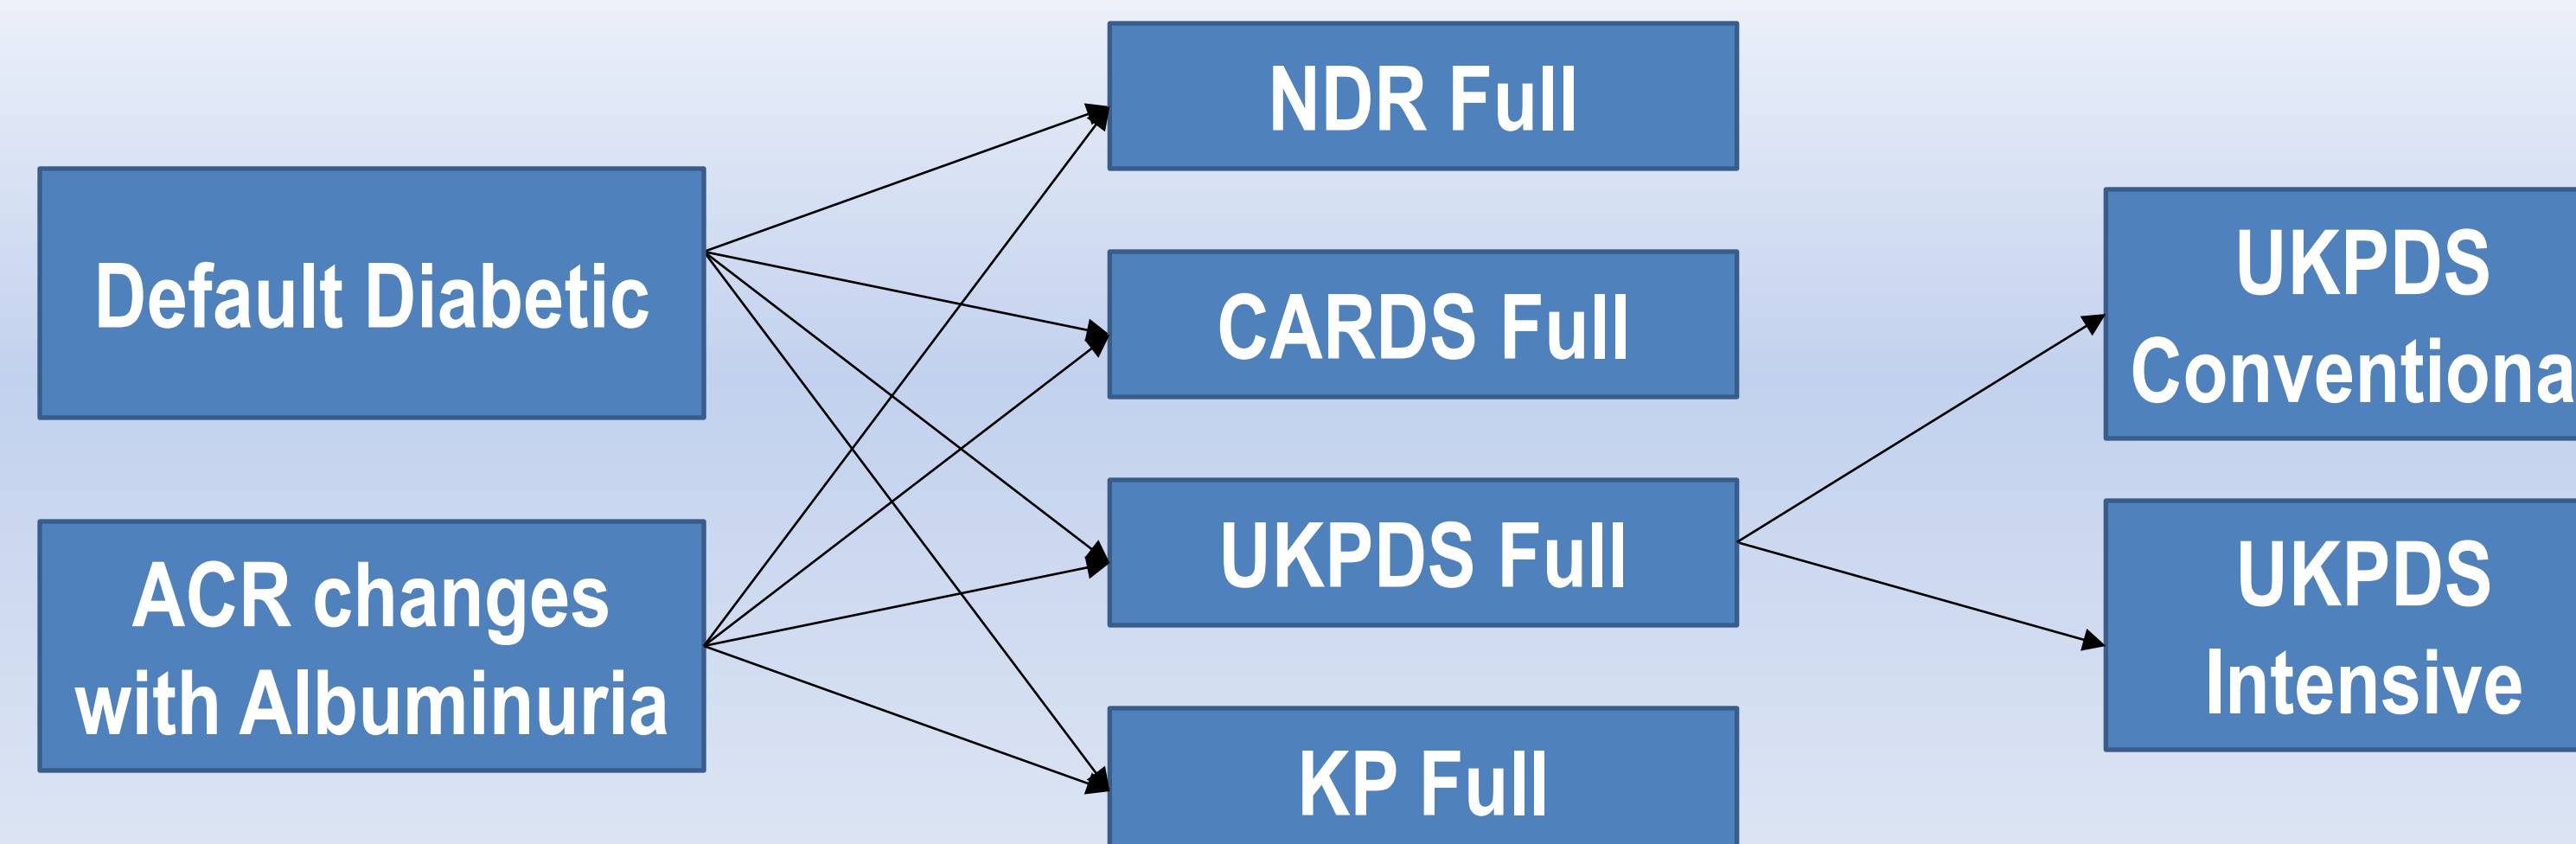 Default Diabetic
ACR changes
with Albuminuria
NDR Full
CARDS Full
UKPDS Full
KP Full
UKPDS
Conventiona
UKPDS
Intensive